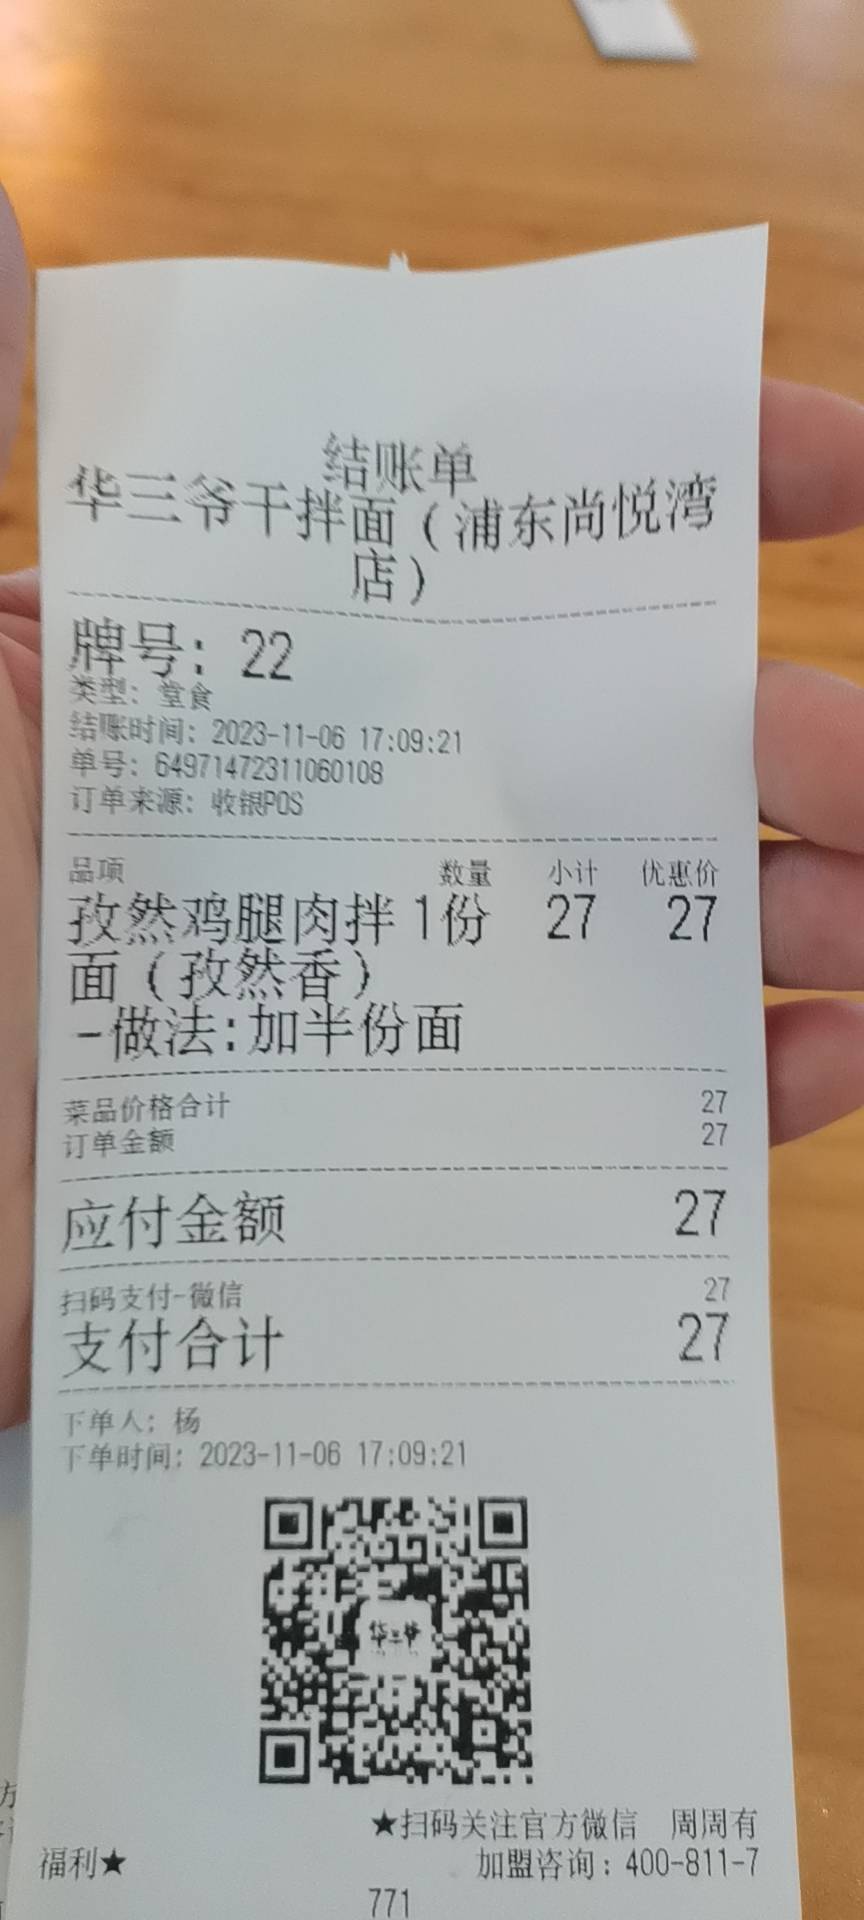 结账单
华三爷干拌面（浦东尚悦湾
店）
牌号：22
类型：堂食
结账时间：2023-11-06 17:09:21
单号：64971472311060108
订单来源：收银POS
品项 数量 小计 优惠价
孜然鸡腿肉拌 1份 27 27
面（孜然香）
-做法:加半份面
菜品价格合计 27
订单金额 27
应付金额 27
扫码支付-微信 27
支付合计 27
下单人：杨
下单时间：2023-11-06 17:09:21
华三爷
★扫码关注官方微信 周周有
福利★ 加盟咨询：400-811-7
771